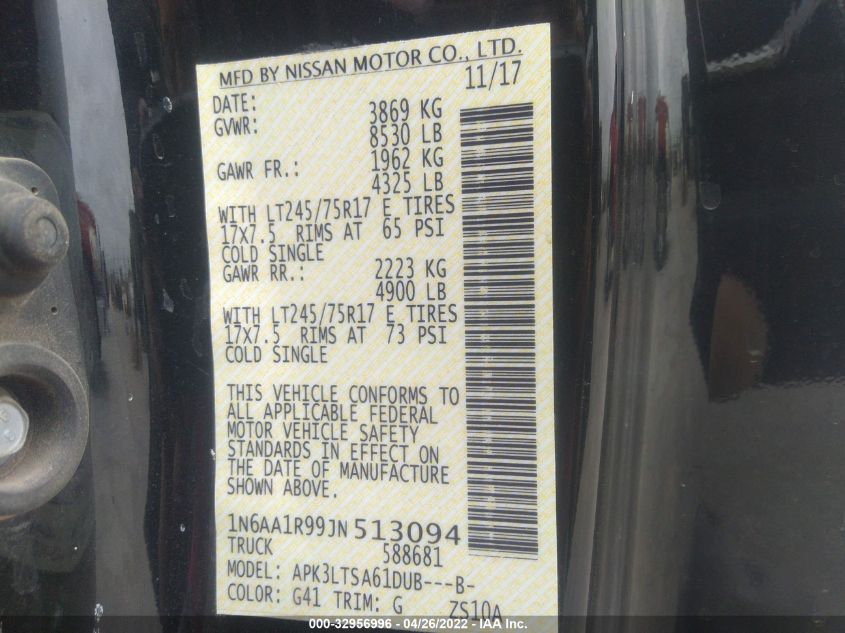 MFD BY NISSAN MOTOR CO., LTD.
DATE: 11/17
GVWR: 3869 KG
8530 LB
GAWR FR.: 1962 KG
4325 LB
WITH LT245/75R17 E TIRES
17X7.5 RIMS AT 65 PSI
COLD SINGLE
GAWR RR.: 2223 KG
4900 LB
WITH LT245/75R17 E TIRES
17X7.5 RIMS AT 73 PSI
COLD SINGLE
THIS VEHICLE CONFORMS TO
ALL APPLICABLE FEDERAL
MOTOR VEHICLE SAFETY
STANDARDS IN EFFECT ON
THE DATE OF MANUFACTURE
SHOWN ABOVE.
1N6AA1R99JN513094
TRUCK 588681
MODEL: APK3LTSA61DUB---B-
COLOR: G41 TRIM: G ZS10A
000-32956996 - 04/26/2022 - IAA Inc.